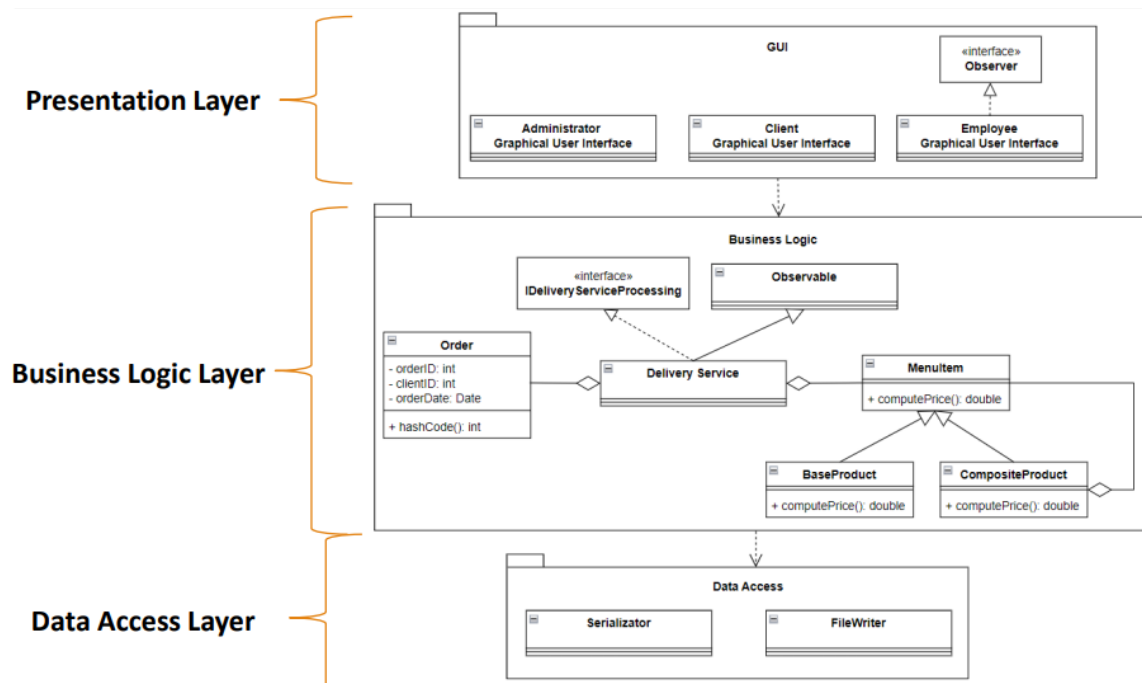 Presentation Layer
GUI
«interface»
Observer
Administrator
Graphical User Interface
Client
Graphical User Interface
Employee
Graphical User Interface
Business Logic Layer
Business Logic
«interface»
IDeliveryServiceProcessing
Observable
Order
- orderID: int
- clientID: int
- orderDate: Date
+ hashCode(): int
Delivery Service
MenuItem
+ computePrice(): double
BaseProduct
+ computePrice(): double
CompositeProduct
+ computePrice(): double
Data Access Layer
Data Access
Serializator
FileWriter